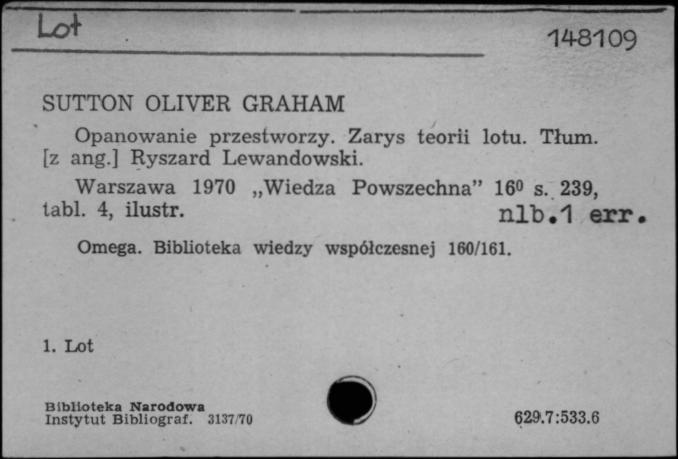 Lot
148109
SUTTON OLIVER GRAHAM
Opanowanie przestworzy. Zarys teorii lotu. Tłum.
[z ang.] Ryszard Lewandowski.
Warszawa 1970 „Wiedza Powszechna” 16⁰ s. 239,
tabl. 4, ilustr. nlb.1 err.
Omega. Biblioteka wiedzy współczesnej 160/161.
1. Lot
Biblioteka Narodowa
Instytut Bibliograf. 3137/70 629.7:533.6